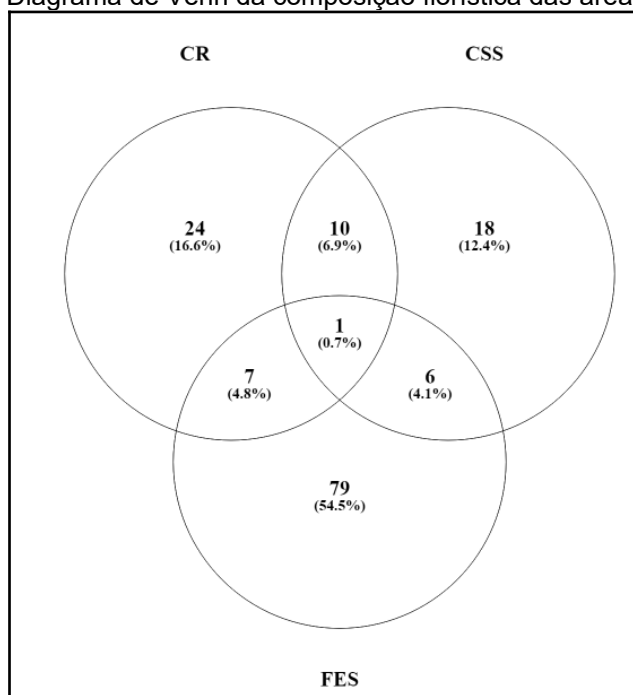 Diagrama de Venn da composição florística das área
CR CSS
24 10 18
(16.6%) (6.9%) (12.4%)
1
(0.7%)
7 6
(4.8%) (4.1%)
79
(54.5%)
FES